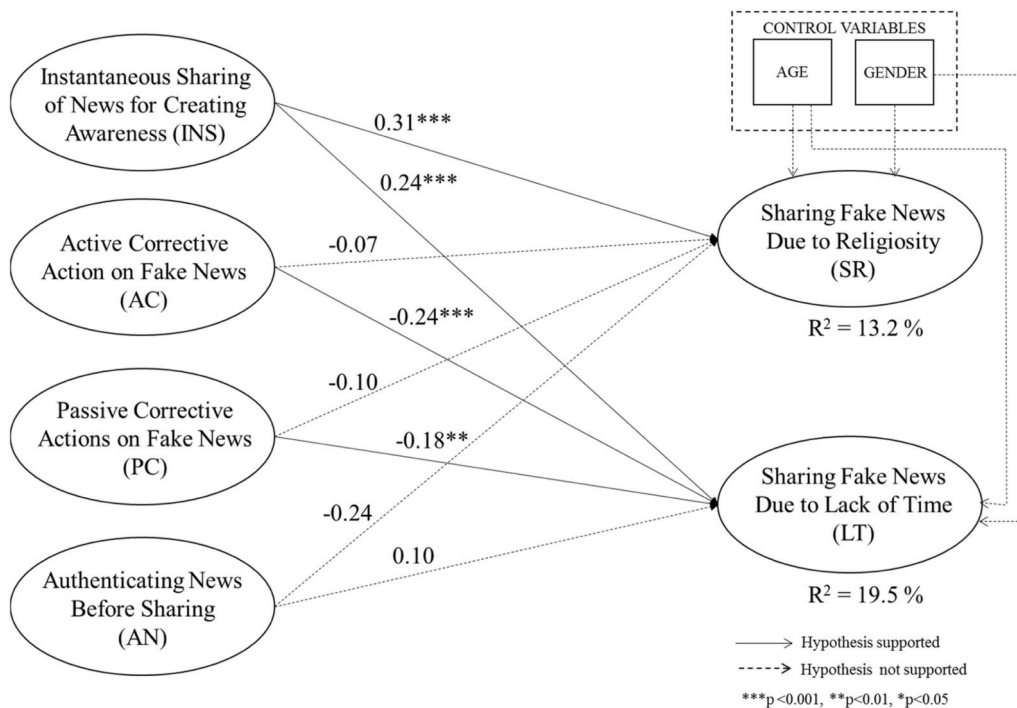 CONTROL VARIABLES
AGE
GENDER
Instantaneous Sharing
of News for Creating
Awareness (INS)
Active Corrective
Action on Fake News
(AC)
Passive Corrective
Actions on Fake News
(PC)
Authenticating News
Before Sharing
(AN)
0.31***
0.24***
-0.07
-0.24***
-0.10
-0.18**
-0.24
0.10
Sharing Fake News
Due to Religiosity
(SR)
R² = 13.2 %
Sharing Fake News
Due to Lack of Time
(LT)
R² = 19.5 %
Hypothesis supported
Hypothesis not supported
***p <0.001, **p<0.01, *p<0.05